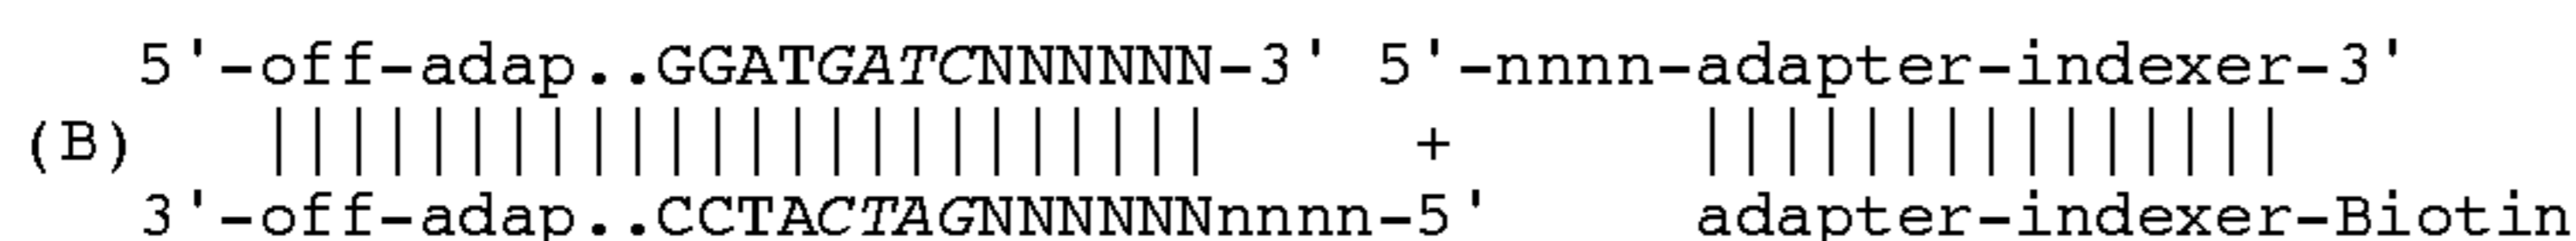 5'-off-adap..GGATGATCNNNNNN-3' 5'-nnnn-adapter-indexer-3'
(B) |||||||||||||||||||||||| + |||||||||||||||
3'-off-adap..CCTACTAGNNNNNNnnnn-5' adapter-indexer-Biotin